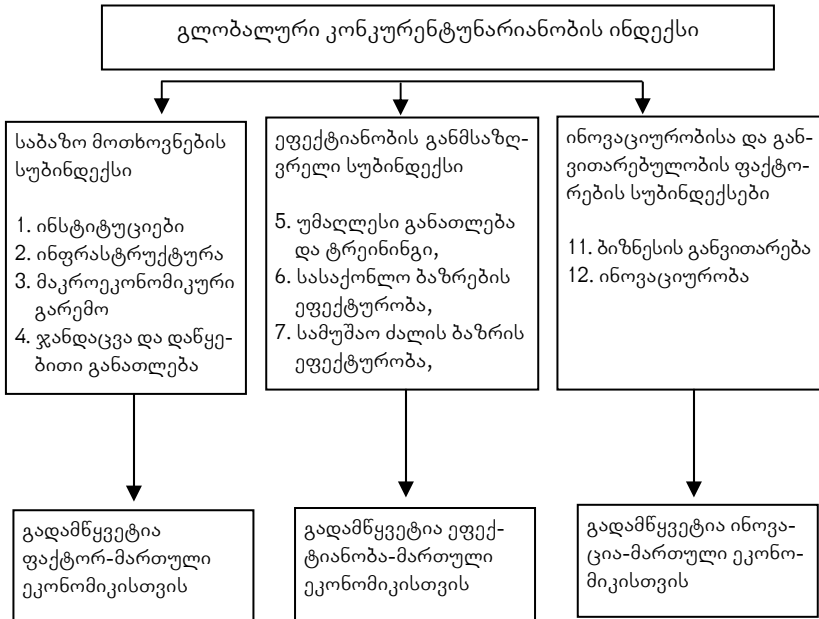 გლობალური კონკურენტუნარიანობის ინდექსი
საბაზო მოთხოვნების
სუბინდექსი
1. ინსტიტუციები
2. ინფრასტრუქტურა
3. მაკროეკონომიკური
გარემო
4. ჯანდაცვა და დაწყე-
ბითი განათლება
ეფექტიანობის განმსაზღ-
ვრელი სუბინდექსი
5. უმაღლესი განათლება
და ტრეინინგი,
6. სასაქონლო ბაზრების
ეფექტურობა,
7. სამუშაო ძალის ბაზრის
ეფექტურობა,
ინოვაციურობისა და გან-
ვითარებულობის ფაქტო-
რების სუბინდექსები
11. ბიზნესის განვითარება
12. ინოვაციურობა
გადამწყვეტია
ფაქტორ-მართული
ეკონომიკისთვის
გადამწყვეტია ეფექ-
ტიანობა-მართული
ეკონომიკისთვის
გადამწყვეტია ინოვა-
ცია-მართული ეკონო-
მიკისთვის